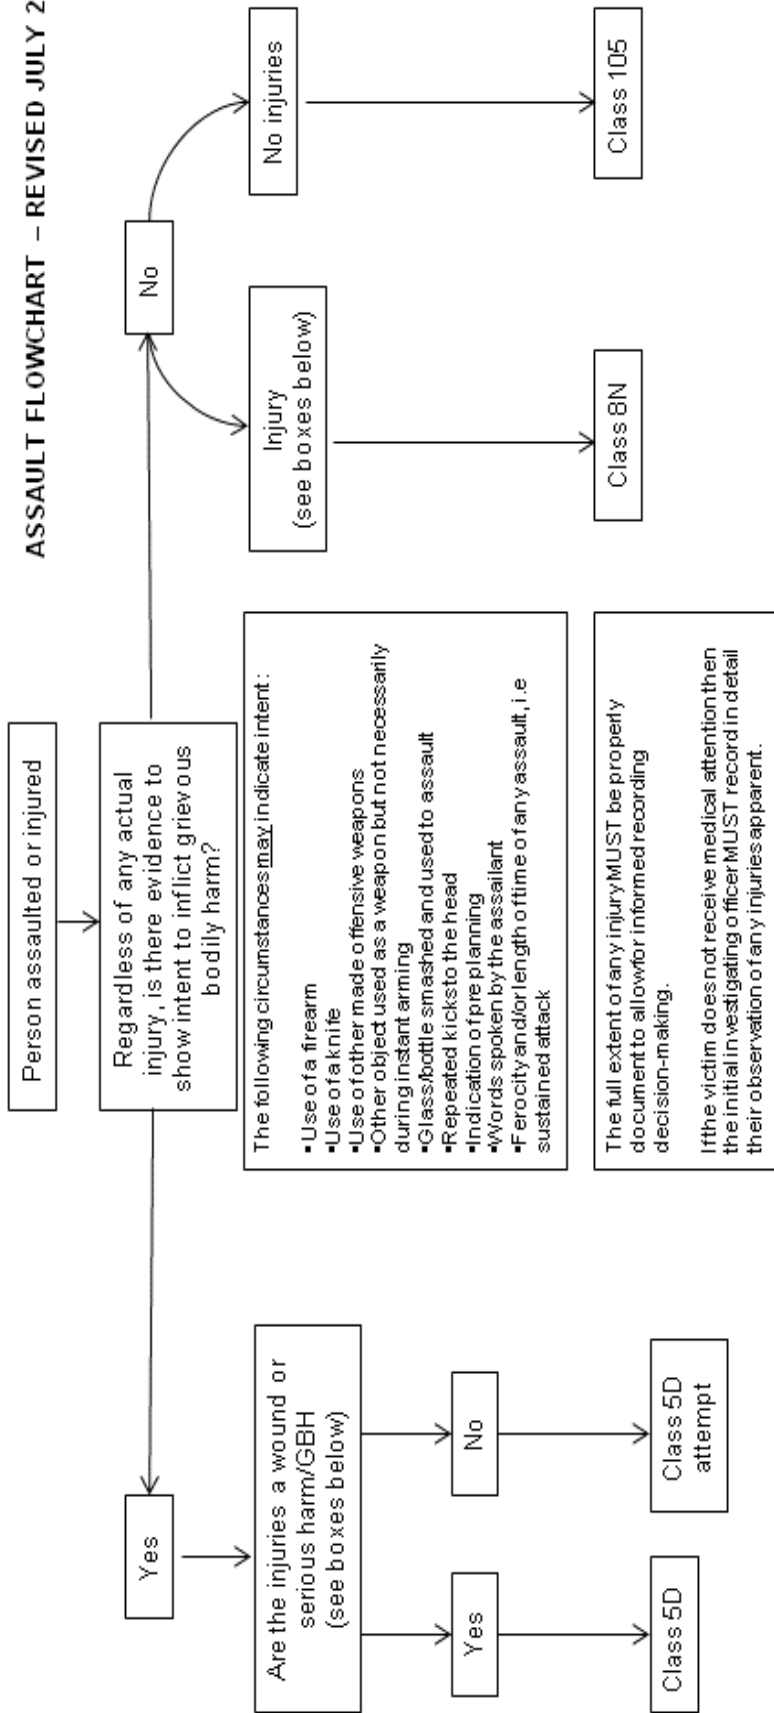 ASSAULT FLOWCHART – REVISED JULY 2
Person assaulted or injured
Regardless of any actual
injury, is there evidence to
show intent to inflict grievous
bodily harm?
Yes
No
Are the injuries a wound or
serious harm/GBH
(see boxes below)
The following circumstances may indicate intent:
▪Use of a firearm
▪Use of a knife
▪Use of other made offensive weapons
▪Other object used as a weapon but not necessarily
during instant arming
▪Glass/bottle smashed and used to assault
▪Repeated kicks to the head
▪Indication of pre planning
▪Words spoken by the assailant
▪Ferocity and/or length of time of any assault, i.e
sustained attack
Injury
(see boxes below)
No injuries
Yes
No
Class 5D
Class 5D
attempt
The full extent of any injury MUST be properly
document to allow for informed recording
decision-making.
If the victim does not receive medical attention then
the initial investigating officer MUST record in detail
their observation of any injuries apparent.
Class 8N
Class 105